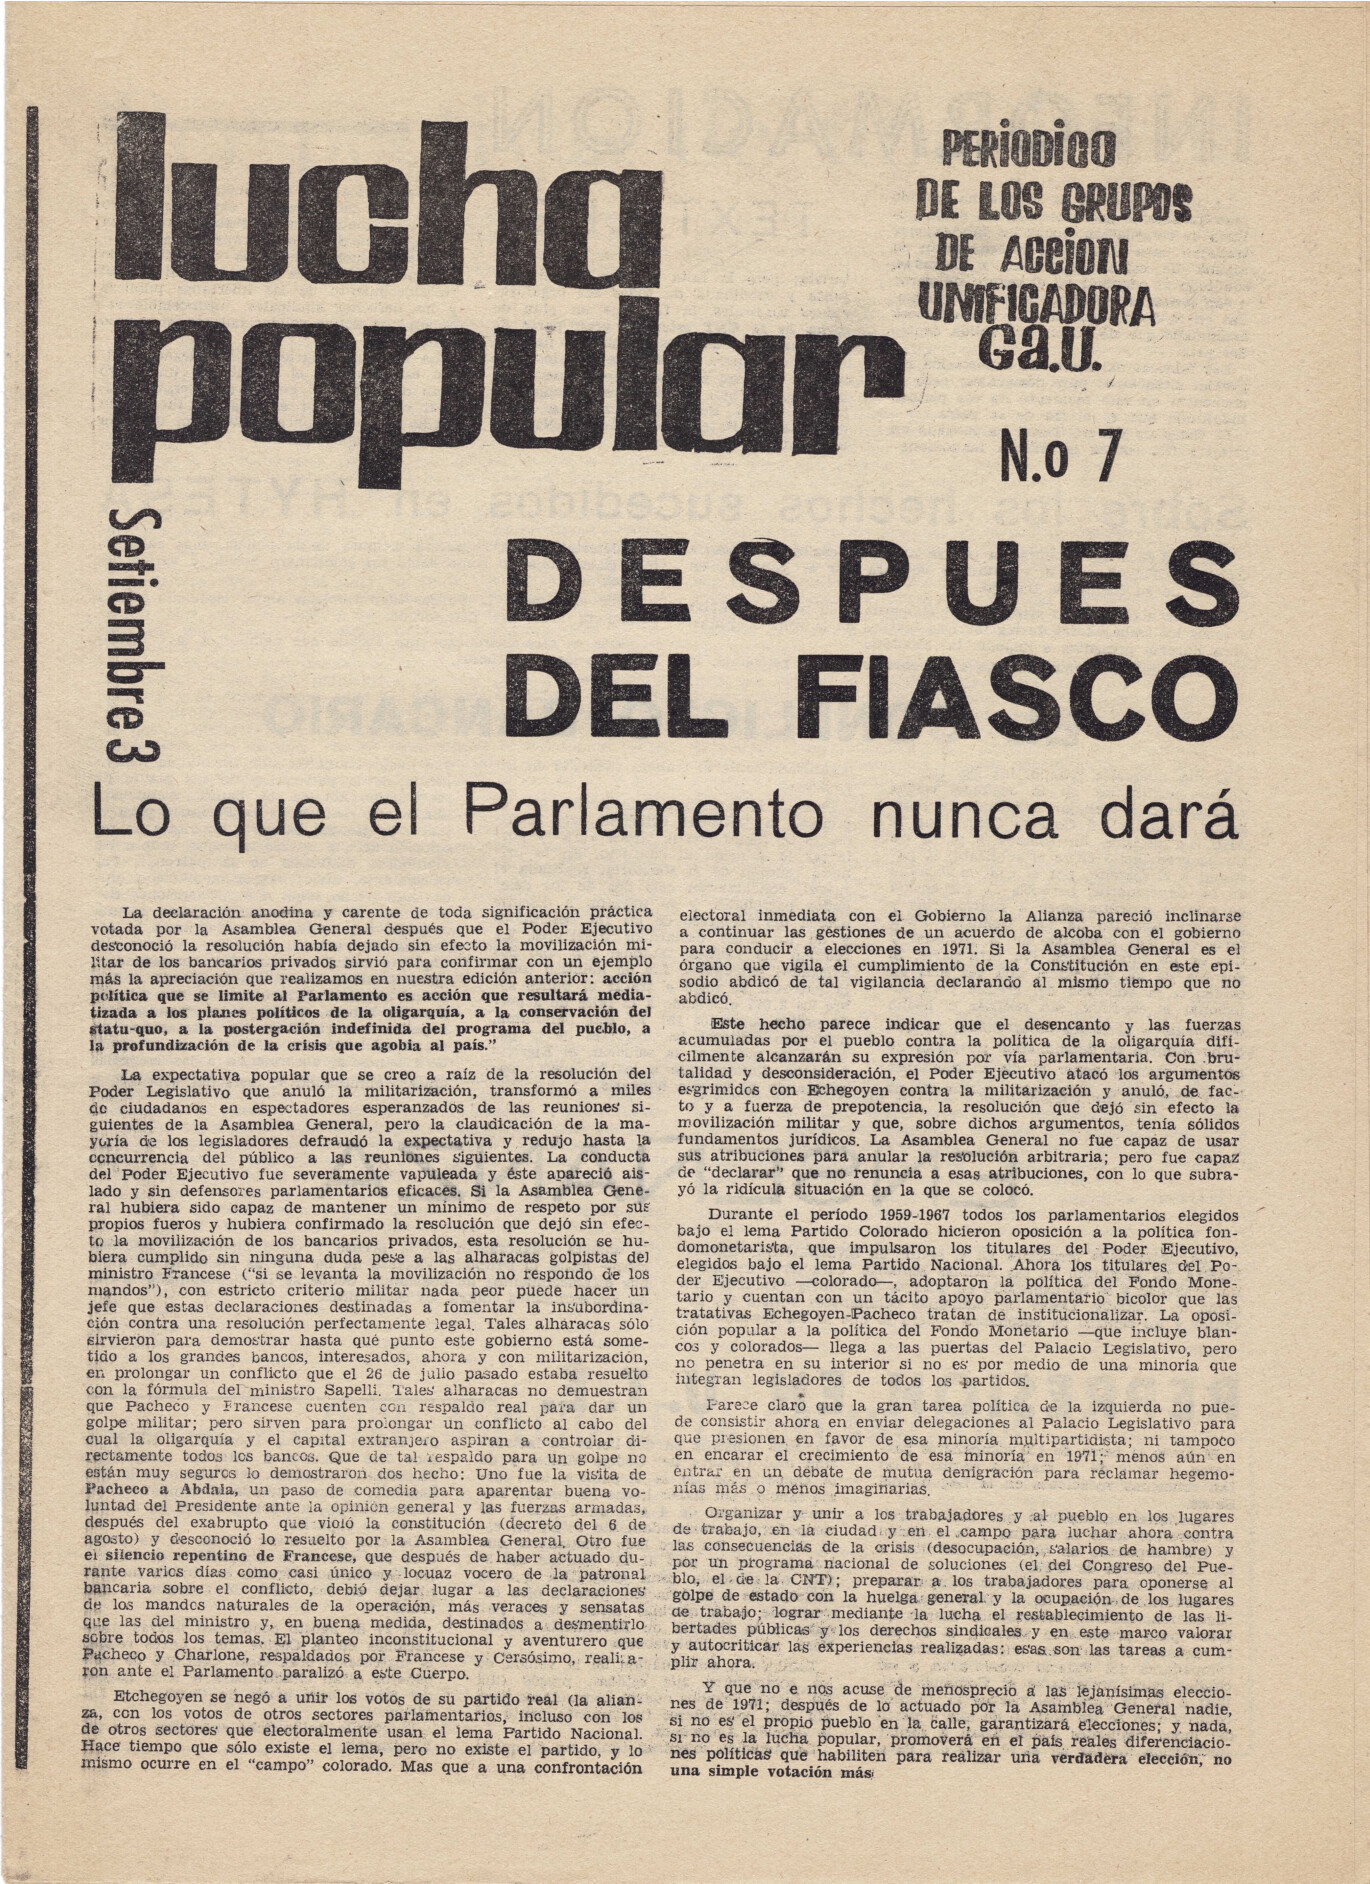 lucha
popular
PERIODICO
DE LOS GRUPOS
DE ACCION
UNIFICADORA
G.a.U.
N.o 7
Setiembre 3
DESPUES
DEL FIASCO
Lo que el Parlamento nunca dará
La declaración anodina y carente de toda significación práctica
votada por la Asamblea General después que el Poder Ejecutivo
desconoció la resolución había dejado sin efecto la movilización mi-
litar de los bancarios privados sirvió para confirmar con un ejemplo
más la apreciación que realizamos en nuestra edición anterior: acción
política que se limite al Parlamento es acción que resultará media-
tizada a los planes políticos de la oligarquía, a la conservación del
statu-quo, a la postergación indefinida del programa del pueblo, a
la profundización de la crisis que agobia al país."
La expectativa popular que se creo a raíz de la resolución del
Poder Legislativo que anuló la militarización, transformó a miles
de ciudadanos en espectadores esperanzados de las reuniones si-
guientes de la Asamblea General, pero la claudicación de la ma-
yoría de los legisladores defraudó la expectativa y redujo hasta la
concurrencia del público a las reuniones siguientes. La conducta
del Poder Ejecutivo fue severamente vapuleada y éste apareció ais-
lado y sin defensores parlamentarios eficaces. Si la Asamblea Gene-
ral hubiera sido capaz de mantener un mínimo de respeto por sus
propios fueros y hubiera confirmado la resolución que dejó sin efec-
to la movilización de los bancarios privados, esta resolución se hu-
biera cumplido sin ninguna duda pese a las alharacas golpistas del
ministro Francese ("si se levanta la movilización no respondo de los
mandos"), con estricto criterio militar nada peor puede hacer un
jefe que estas declaraciones destinadas a fomentar la insubordina-
ción contra una resolución perfectamente legal. Tales alharacas sólo
sirvieron para demostrar hasta qué punto este gobierno está some-
tido a los grandes bancos, interesados, ahora y con militarización,
en prolongar un conflicto que el 26 de julio pasado estaba resuelto
con la fórmula del ministro Sapelli. Tales alharacas no demuestran
que Pacheco y Francese cuenten con respaldo real para dar un
golpe militar; pero sirven para prolongar un conflicto al cabo del
cual la oligarquía y el capital extranjero aspiran a controlar di-
rectamente todos los bancos. Que de tal respaldo para un golpe no
están muy seguros lo demostraron dos hecho: Uno fue la visita de
Pacheco a Abdala, un paso de comedia para aparentar buena vo-
luntad del Presidente ante la opinión general y las fuerzas armadas,
después del exabrupto que violó la constitución (decreto del 6 de
agosto) y desconoció lo resuelto por la Asamblea General. Otro fue
el silencio repentino de Francese, que después de haber actuado du-
rante varios días como casi único y locuaz vocero de la patronal
bancaria sobre el conflicto, debió dejar lugar a las declaraciones
de los mandos naturales de la operación, más veraces y sensatas
que las del ministro y, en buena medida, destinados a desmentirlo
sobre todos los temas. El planteo inconstitucional y aventurero que
Pacheco y Charlone, respaldados por Francese y Cersósimo, realiza-
ron ante el Parlamento paralizó a este Cuerpo.
Etchegoyen se negó a unir los votos de su partido real (la alian-
za, con los votos de otros sectores parlamentarios, incluso con los
de otros sectores que electoralmente usan el lema Partido Nacional.
Hace tiempo que sólo existe el lema, pero no existe el partido, y lo
mismo ocurre en el "campo" colorado. Mas que a una confrontación
electoral inmediata con el Gobierno la Alianza pareció inclinarse
a continuar las gestiones de un acuerdo de alcoba con el gobierno
para conducir a elecciones en 1971. Si la Asamblea General es el
órgano que vigila el cumplimiento de la Constitución en este epi-
sodio abdicó de tal vigilancia declarando al mismo tiempo que no
abdicó.
Este hecho parece indicar que el desencanto y las fuerzas
acumuladas por el pueblo contra la política de la oligarquía difí-
cilmente alcanzarán su expresión por vía parlamentaria. Con bru-
talidad y desconsideración, el Poder Ejecutivo atacó los argumentos
esgrimidos con Echegoyen contra la militarización y anuló, de fac-
to y a fuerza de prepotencia, la resolución que dejó sin efecto la
movilización militar y que, sobre dichos argumentos, tenía sólidos
fundamentos jurídicos. La Asamblea General no fue capaz de usar
sus atribuciones para anular la resolución arbitraria; pero fue capaz
de "declarar" que no renuncia a esas atribuciones, con lo que subra-
yó la ridícula situación en la que se colocó.
Durante el período 1959-1967 todos los parlamentarios elegidos
bajo el lema Partido Colorado hicieron oposición a la política fon-
domonetarista, que impulsaron los titulares del Poder Ejecutivo,
elegidos bajo el lema Partido Nacional. Ahora los titulares del Po-
der Ejecutivo —colorado—, adoptaron la política del Fondo Mone-
tario y cuentan con un tácito apoyo parlamentario bicolor que las
tratativas Echegoyen-Pacheco tratan de institucionalizar. La oposi-
ción popular a la política del Fondo Monetario —que incluye blan-
cos y colorados— llega a las puertas del Palacio Legislativo, pero
no penetra en su interior si no es por medio de una minoría que
integran legisladores de todos los partidos.
Parece claro que la gran tarea política de la izquierda no pue-
de consistir ahora en enviar delegaciones al Palacio Legislativo para
que presionen en favor de esa minoría multipartidista; ni tampoco
en encarar el crecimiento de esa minoría en 1971; menos aún en
entrar en un debate de mutua denigración para reclamar hegemo-
nías más o menos imaginarias.
Organizar y unir a los trabajadores y al pueblo en los lugares
de trabajo, en la ciudad y en el campo para luchar ahora contra
las consecuencias de la crisis (desocupación, salarios de hambre) y
por un programa nacional de soluciones (el del Congreso del Pue-
blo, el de la CNT); preparar a los trabajadores para oponerse al
golpe de estado con la huelga general y la ocupación de los lugares
de trabajo; lograr mediante la lucha el restablecimiento de las li-
bertades públicas y los derechos sindicales y en este marco valorar
y autocriticar las experiencias realizadas: esas son las tareas a cum-
plir ahora.
Y que no e nos acuse de menosprecio a las lejanísimas eleccio-
nes de 1971; después de lo actuado por la Asamblea General nadie,
si no es el propio pueblo en la calle, garantizará elecciones; y nada,
si no es la lucha popular, promoverá en el país reales diferenciacio-
nes políticas que habiliten para realizar una verdadera elección, no
una simple votación más